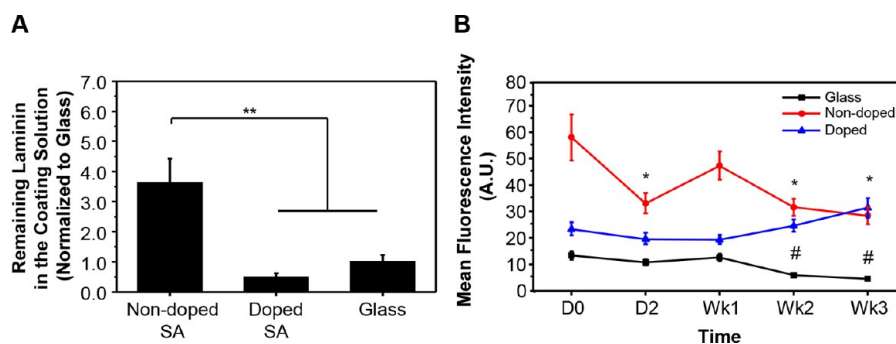 A
Remaining Laminin
in the Coating Solution
(Normalized to Glass)
7.0
6.0
5.0
4.0
3.0
2.0
1.0
0.0
**
Non-doped
SA
Doped
SA
Glass
B
Mean Fluorescence Intensity
(A.U.)
80
70
60
50
40
30
20
10
0
Glass
Non-doped
Doped
*
*
*
#
#
D0
D2
Wk1
Wk2
Wk3
Time